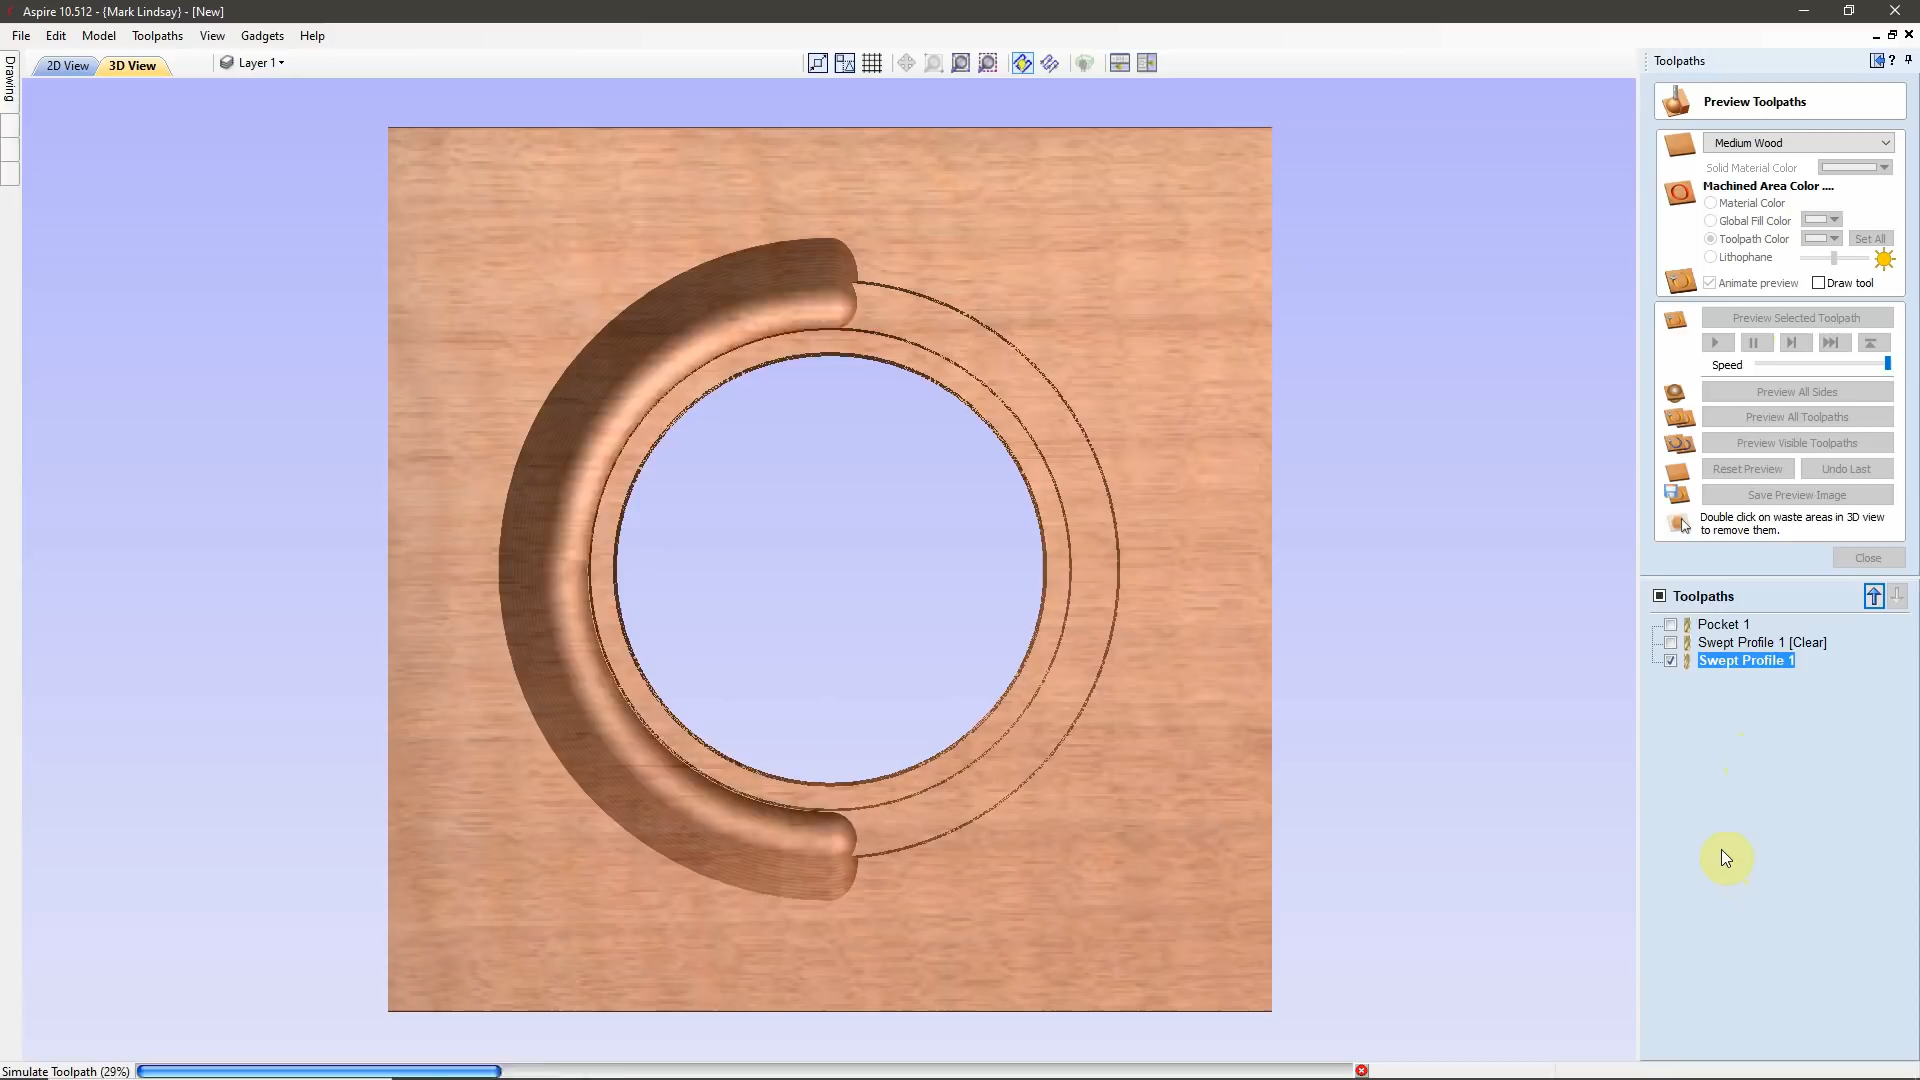 Aspire 10.512 - {Mark Lindsay} - [New]
File Edit Model Toolpaths View Gadgets Help
2D View 3D View Layer 1
Drawing
Toolpaths
?
Preview Toolpaths
Medium Wood
Solid Material Color
Machined Area Color ....
Material Color
Global Fill Color
Toolpath Color Set All
Lithophane
Animate preview Draw tool
Preview Selected Toolpath
Speed
Preview All Sides
Preview All Toolpaths
Preview Visible Toolpaths
Reset Preview Undo Last
Save Preview Image
Double click on waste areas in 3D view
to remove them.
Close
Toolpaths
Pocket 1
Swept Profile 1 [Clear]
Swept Profile 1
Simulate Toolpath (29%)